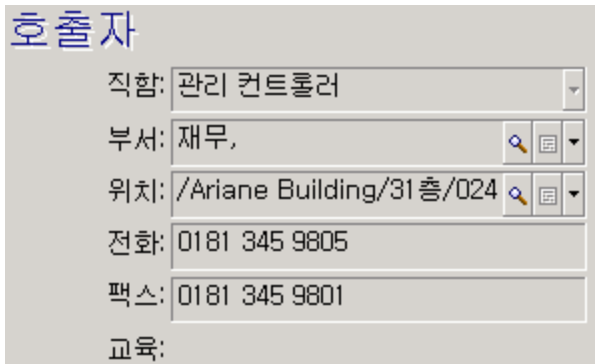 호출자
직함: 관리 컨트롤러
부서: 재무,
위치: /Ariane Building/31층/024
전화: 0181 345 9805
팩스: 0181 345 9801
교육: